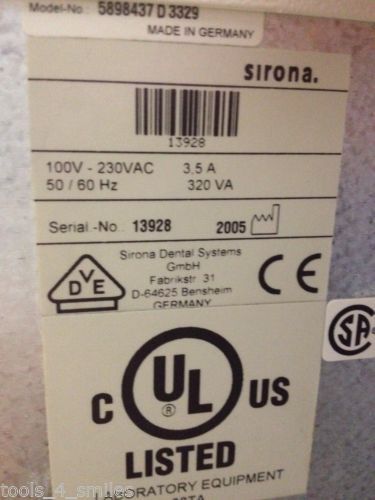 Model-No.: 5898437 D 3329
MADE IN GERMANY
sirona.
13928
100V - 230VAC 3,5 A
50 / 60 Hz 320 VA
Serial -No. 13928 2005
Sirona Dental Systems
GmbH
Fabrikstr. 31
D-64625 Bensheim
GERMANY
DVE
CE
SA
C UL US
®
LISTED
ORATORY EQUIPMENT
tools_4_smiles